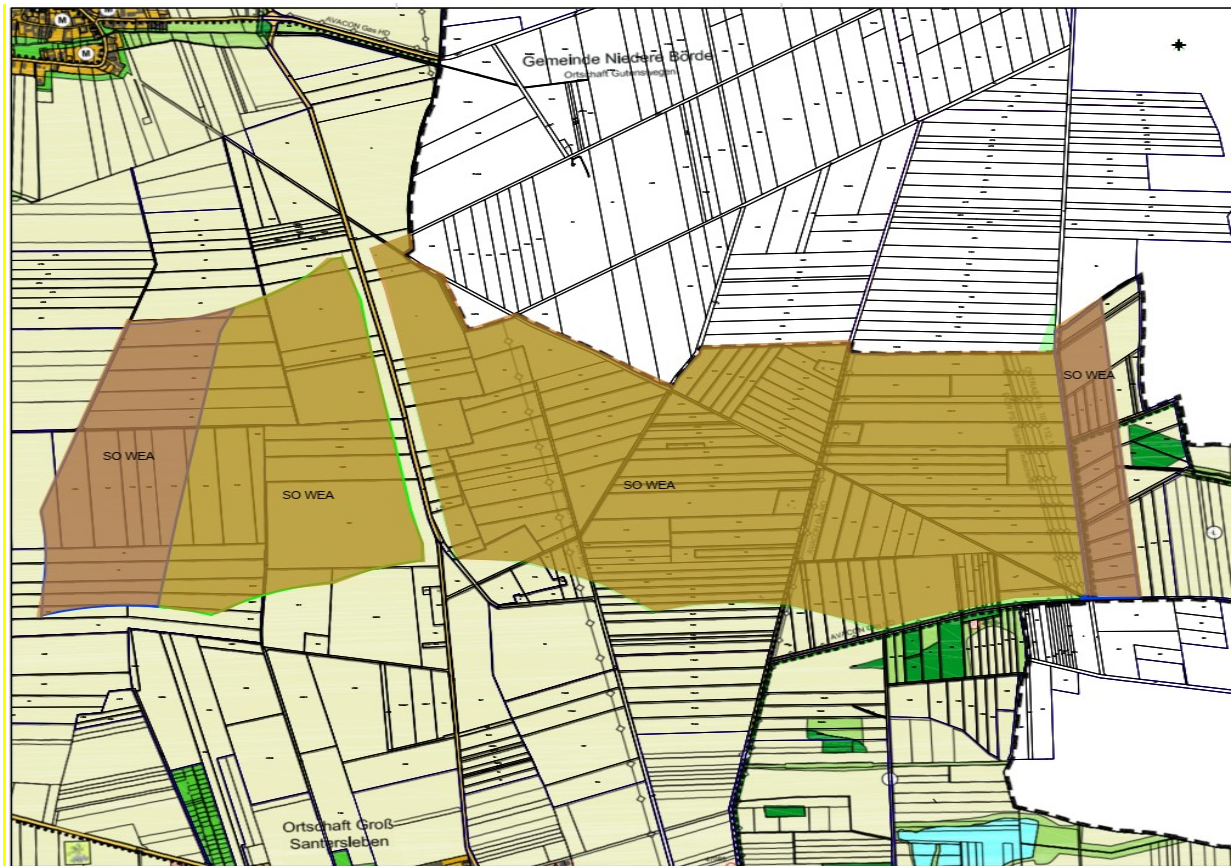 M
M
AVACON Gas HD
Gemeinde Niedere Börde
Ortschaft Gutenswegen
SO WEA
SO WEA
SO WEA
SO WEA
L
AVACON
Ortschaft Groß
Santersleben